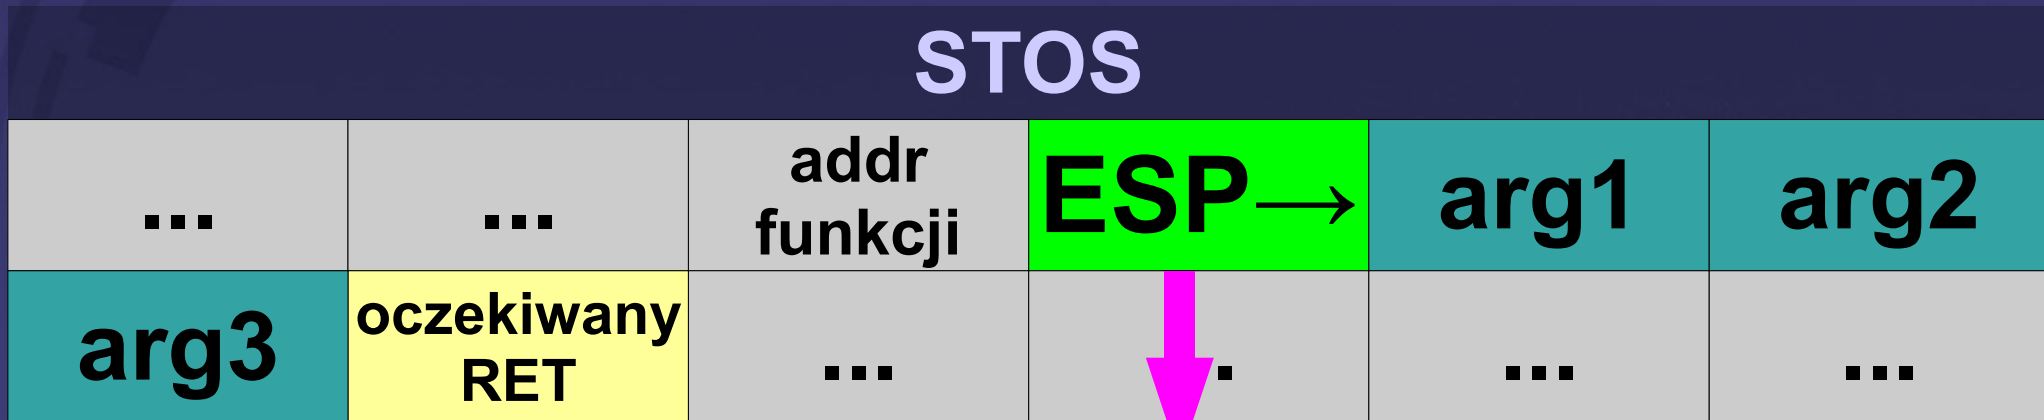 STOS
... ... addr funkcji ESP→ arg1 arg2
arg3 oczekiwany RET ... . ... ...